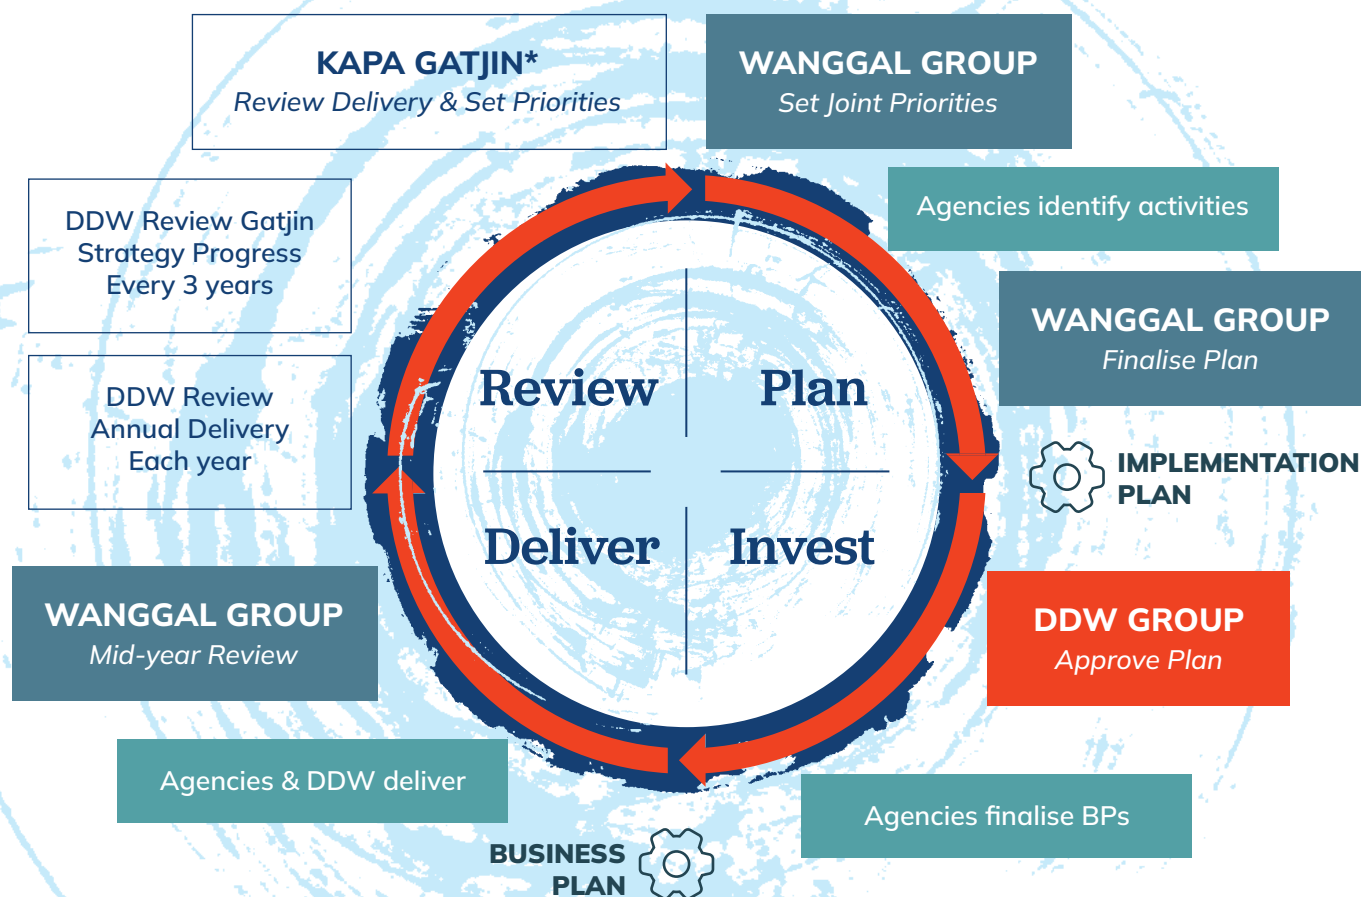 KAPA GATJIN*
Review Delivery & Set Priorities
WANGGAL GROUP
Set Joint Priorities
Agencies identify activities
WANGGAL GROUP
Finalise Plan
IMPLEMENTATION
PLAN
DDW GROUP
Approve Plan
Agencies finalise BPs
BUSINESS
PLAN
Agencies & DDW deliver
WANGGAL GROUP
Mid-year Review
DDW Review
Annual Delivery
Each year
DDW Review Gatjin
Strategy Progress
Every 3 years
Review
Plan
Deliver
Invest